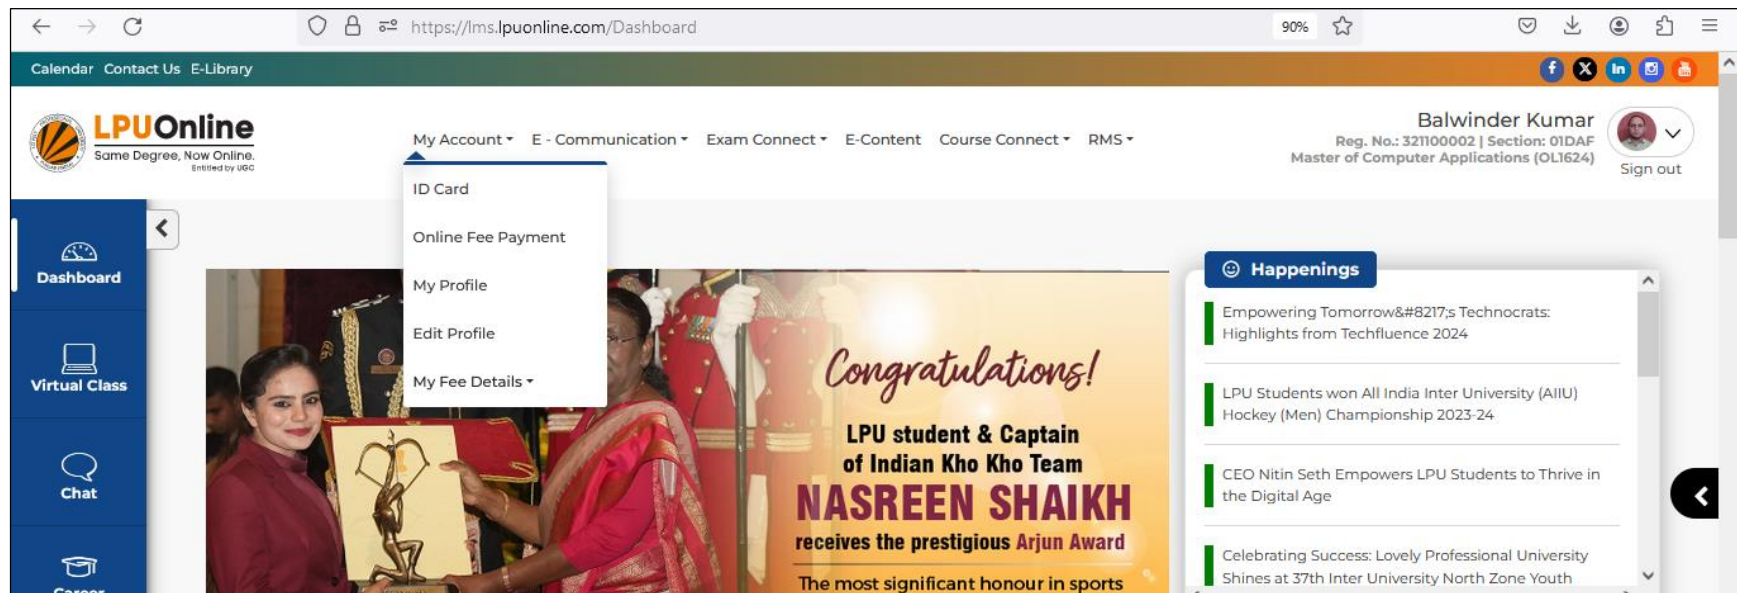 https://lms.lpuonline.com/Dashboard
90%
Calendar Contact Us E-Library
LPUOnline
Same Degree, Now Online.
Entitled by UGC
My Account E - Communication Exam Connect E-Content Course Connect RMS
Balwinder Kumar
Reg. No.: 321100002 | Section: 01DAF
Master of Computer Applications (OL1624)
Sign out
ID Card
Online Fee Payment
My Profile
Edit Profile
My Fee Details
Dashboard
Virtual Class
Chat
Career
Congratulations!
LPU student & Captain
of Indian Kho Kho Team
NASREEN SHAIKH
receives the prestigious Arjun Award
The most significant honour in sports
Happenings
Empowering Tomorrow&#8217;s Technocrats:
Highlights from Techfluence 2024
LPU Students won All India Inter University (AIIU)
Hockey (Men) Championship 2023-24
CEO Nitin Seth Empowers LPU Students to Thrive in
the Digital Age
Celebrating Success: Lovely Professional University
Shines at 37th Inter University North Zone Youth